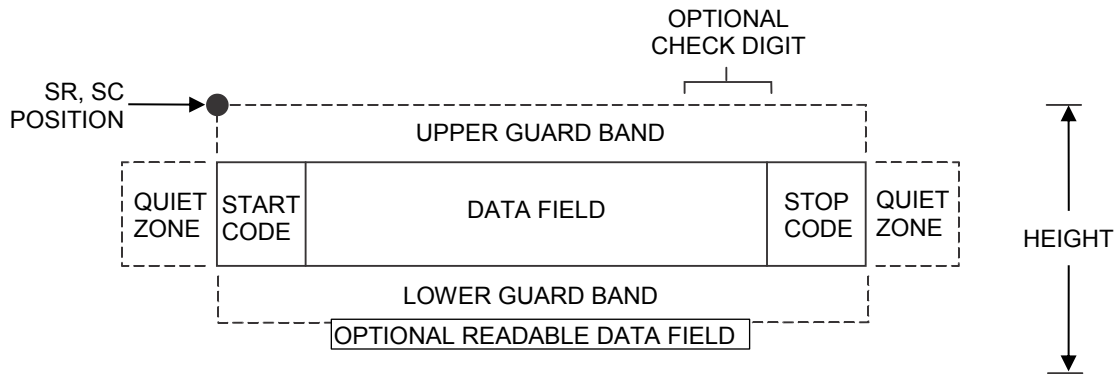 OPTIONAL
CHECK DIGIT
SR, SC
POSITION
UPPER GUARD BAND
QUIET
ZONE
START
CODE
DATA FIELD
STOP
CODE
QUIET
ZONE
HEIGHT
LOWER GUARD BAND
OPTIONAL READABLE DATA FIELD